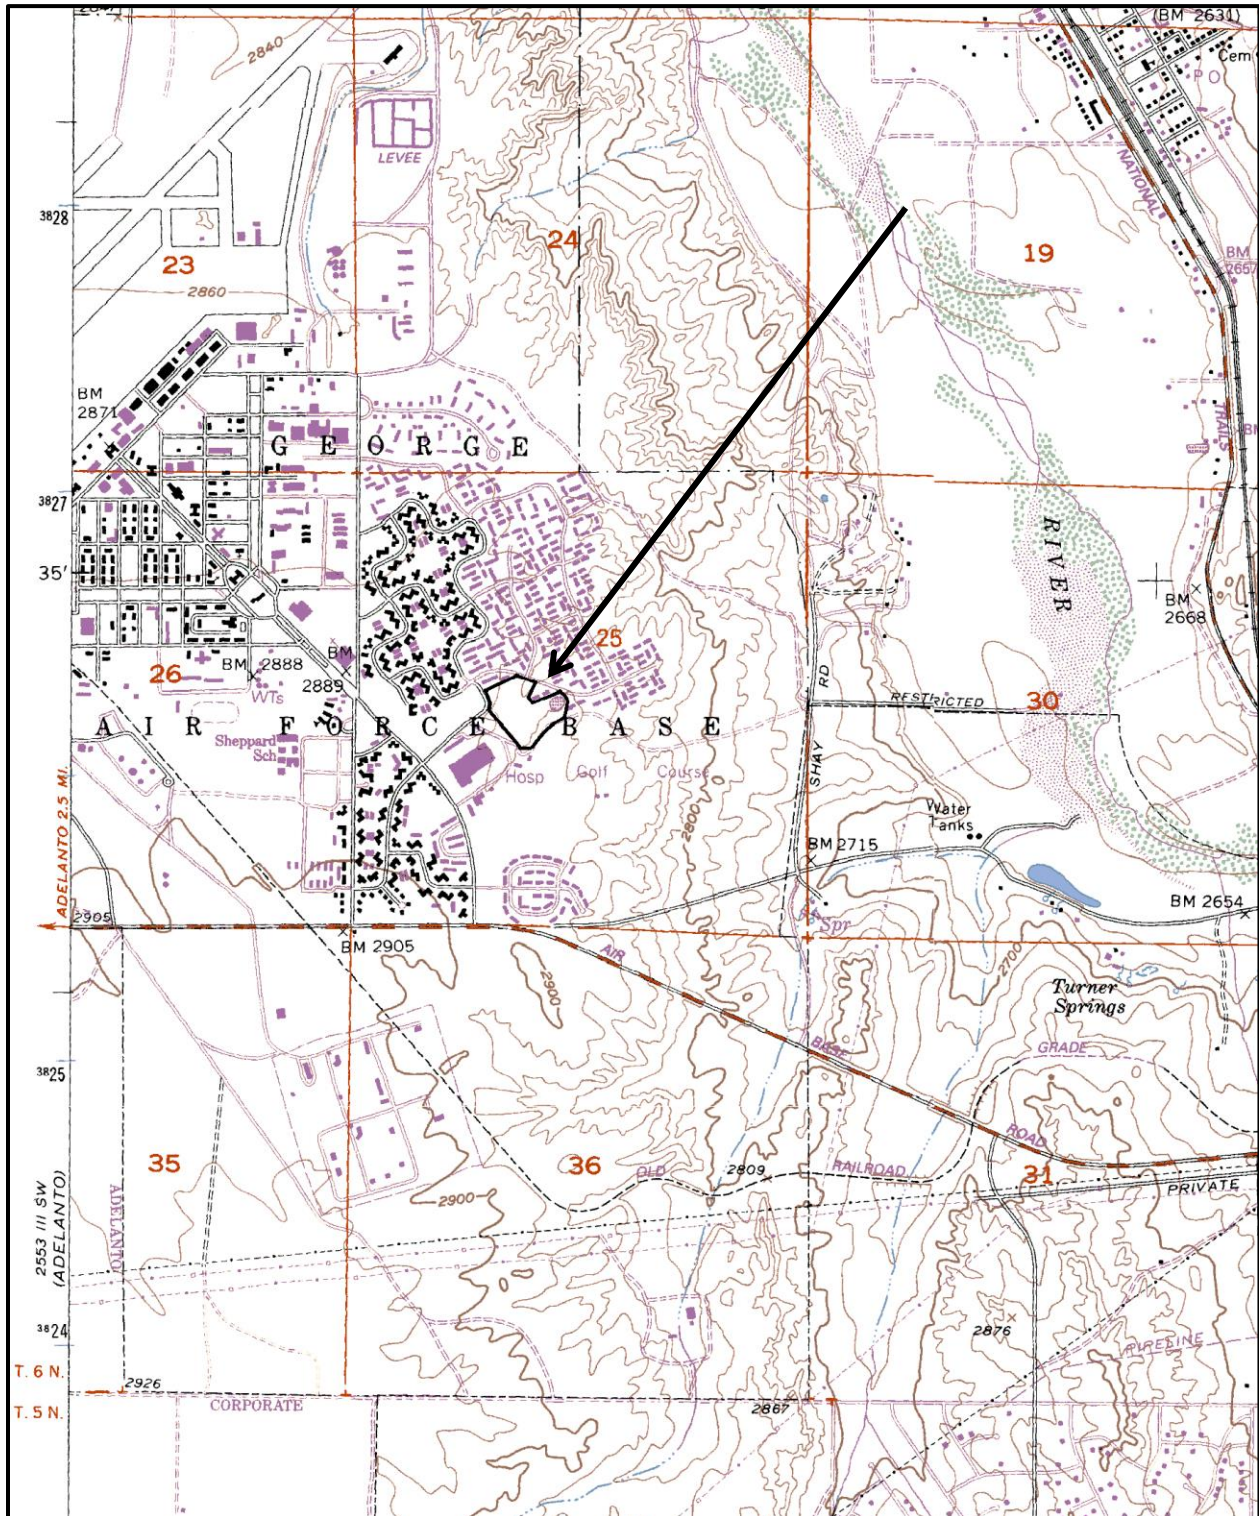 2840
(BM 2631)
Cem
P O
LEVEE
NATIONAL
3828
24
23
19
BM
2657
2860
BM
2871
TRAILS
GEORGE
3827
RIVER
35'
BM
2668
25
26
BM 2888
BM
2889
WTs
RD
RESTRICTED
30
AIR FORCE BASE
Sheppard
Sch
Hosp
Golf
Course
SHAY
ADELANTO 2.5 MI.
2800
Water
Tanks
BM 2715
BM 2654
2905
Spr
BM 2905
AIR
2900
2700
Turner
Springs
BASE
GRADE
3825
ROAD
35
36
OLD
2809
RAILROAD
31
PRIVATE
2900
ADELANTO
2553 III SW
(ADELANTO)
3824
2876
PIPELINE
T. 6 N.
2926
T. 5 N.
CORPORATE
2867